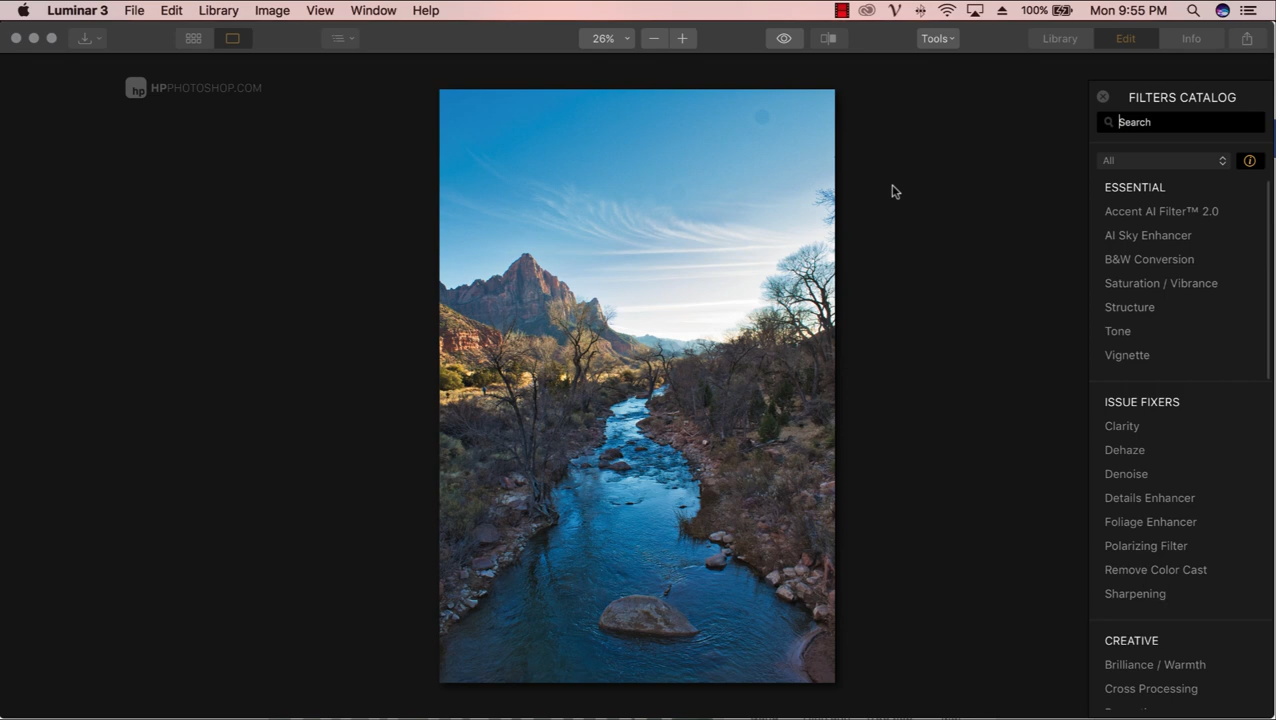 Luminar 3 File Edit Library Image View Window Help 100% Mon 9:55 PM
26% Tools Library Edit Info
hp HPPHOTOSHOP.COM
FILTERS CATALOG
Search
All
ESSENTIAL
Accent AI Filter™ 2.0
AI Sky Enhancer
B&W Conversion
Saturation / Vibrance
Structure
Tone
Vignette
ISSUE FIXERS
Clarity
Dehaze
Denoise
Details Enhancer
Foliage Enhancer
Polarizing Filter
Remove Color Cast
Sharpening
CREATIVE
Brilliance / Warmth
Cross Processing